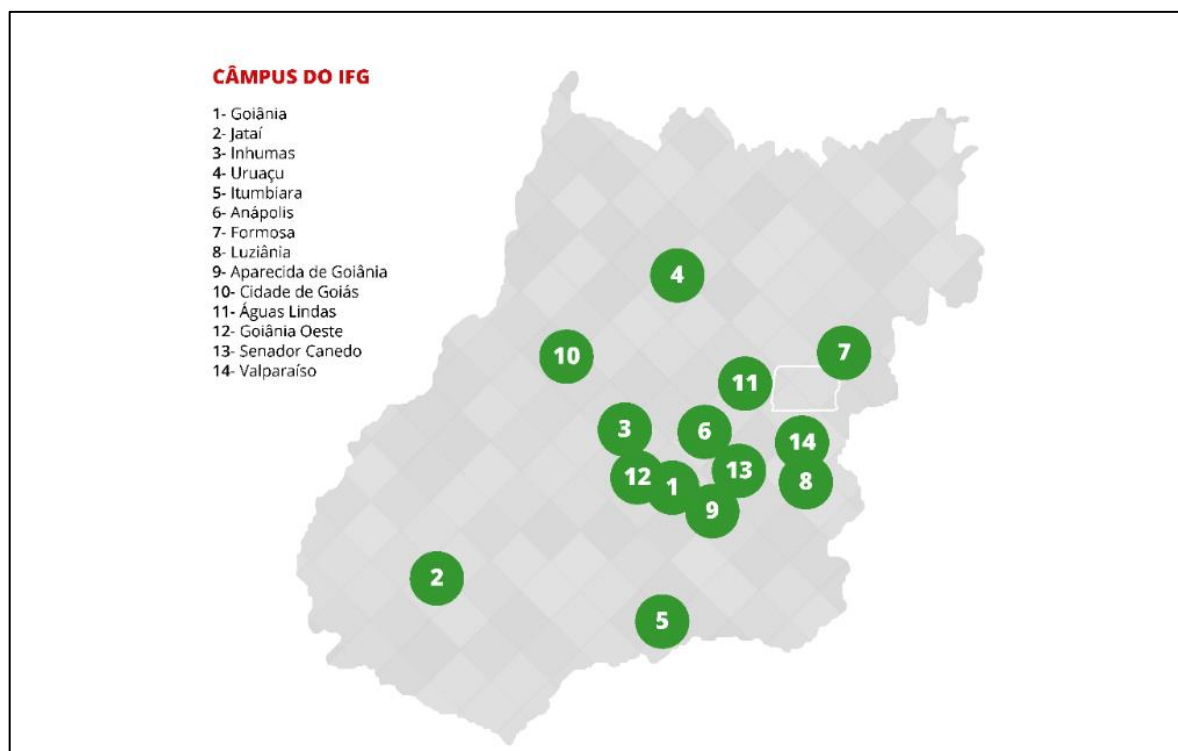 CÂMPUS DO IFG
1- Goiânia
2- Jataí
3- Inhumas
4- Uruaçu
5- Itumbiara
6- Anápolis
7- Formosa
8- Luziânia
9- Aparecida de Goiânia
10- Cidade de Goiás
11- Águas Lindas
12- Goiânia Oeste
13- Senador Canedo
14- Valparaíso
4
7
10
11
3
6
14
13
12
1
8
9
2
5